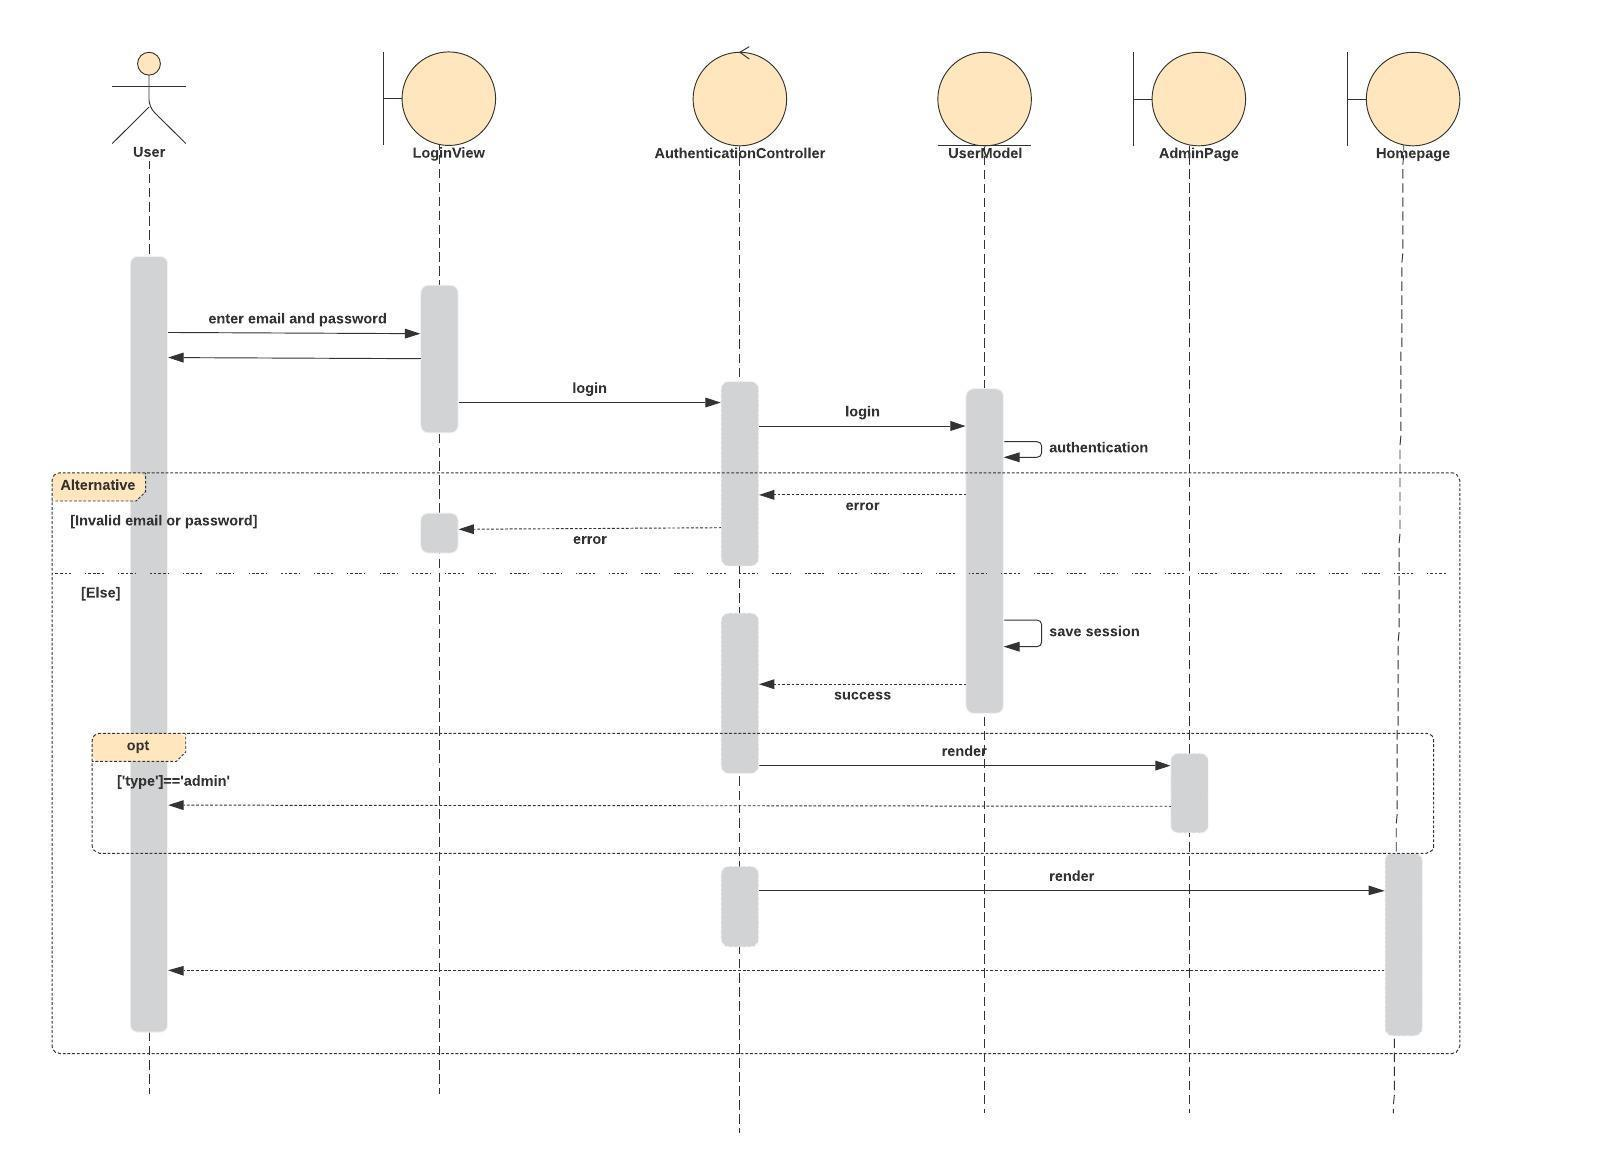 User
LoginView
AuthenticationController
UserModel
AdminPage
Homepage
enter email and password
login
login
authentication
Alternative
error
[Invalid email or password]
error
[Else]
save session
success
opt
render
['type']=='admin'
render